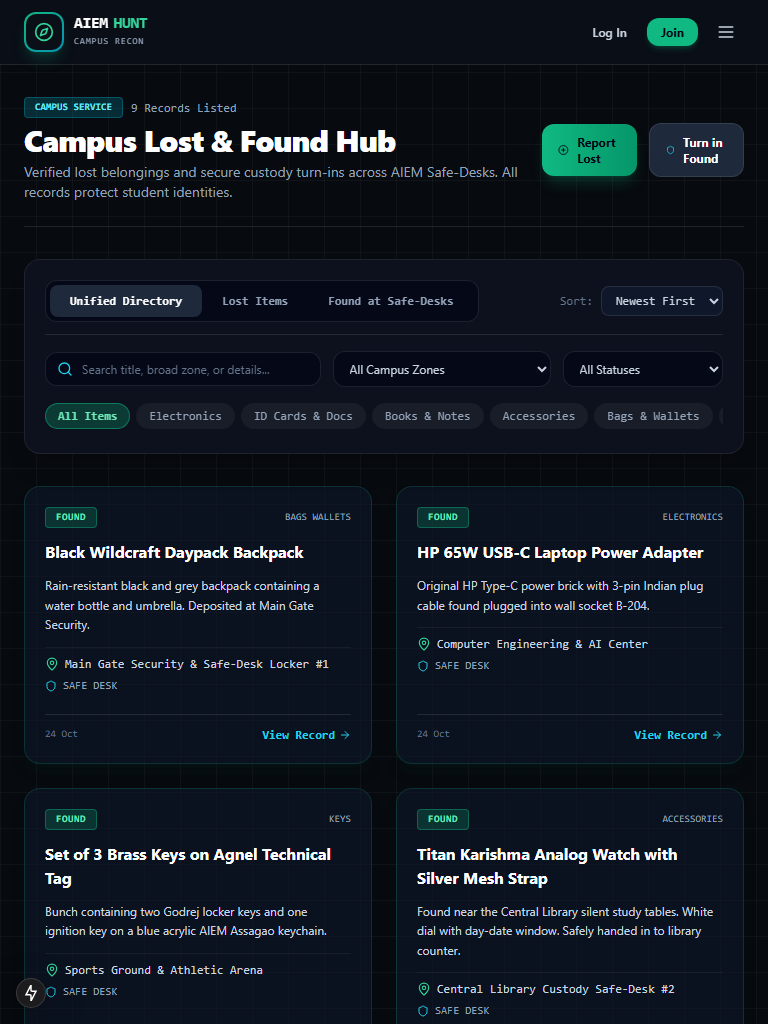 AIEM HUNT
CAMPUS RECON
Log In
Join
CAMPUS SERVICE
9 Records Listed
Campus Lost & Found Hub
Verified lost belongings and secure custody turn-ins across AIEM Safe-Desks. All
records protect student identities.
Report
Lost
Turn in
Found
Unified Directory
Lost Items
Found at Safe-Desks
Sort:
Newest First
Search title, broad zone, or details...
All Campus Zones
All Statuses
All Items
Electronics
ID Cards & Docs
Books & Notes
Accessories
Bags & Wallets
FOUND
BAGS WALLETS
Black Wildcraft Daypack Backpack
Rain-resistant black and grey backpack containing a
water bottle and umbrella. Deposited at Main Gate
Security.
Main Gate Security & Safe-Desk Locker #1
SAFE DESK
24 Oct
View Record
FOUND
ELECTRONICS
HP 65W USB-C Laptop Power Adapter
Original HP Type-C power brick with 3-pin Indian plug
cable found plugged into wall socket B-204.
Computer Engineering & AI Center
SAFE DESK
24 Oct
View Record
FOUND
KEYS
Set of 3 Brass Keys on Agnel Technical
Tag
Bunch containing two Godrej locker keys and one
ignition key on a blue acrylic AIEM Assagao keychain.
Sports Ground & Athletic Arena
SAFE DESK
FOUND
ACCESSORIES
Titan Karishma Analog Watch with
Silver Mesh Strap
Found near the Central Library silent study tables. White
dial with day-date window. Safely handed in to library
counter.
Central Library Custody Safe-Desk #2
SAFE DESK